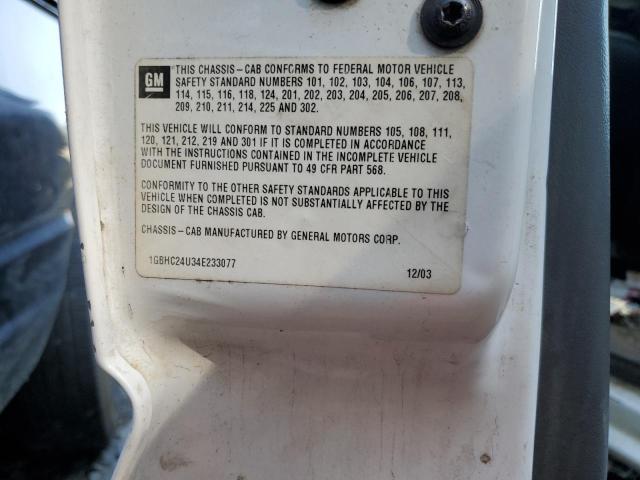 GM
THIS CHASSIS-CAB CONFORMS TO FEDERAL MOTOR VEHICLE
SAFETY STANDARD NUMBERS 101, 102, 103, 104, 106, 107, 113,
114, 115, 116, 118, 124, 201, 202, 203, 204, 205, 206, 207, 208,
209, 210, 211, 214, 225 AND 302.
THIS VEHICLE WILL CONFORM TO STANDARD NUMBERS 105, 108, 111,
120, 121, 212, 219 AND 301 IF IT IS COMPLETED IN ACCORDANCE
WITH THE INSTRUCTIONS CONTAINED IN THE INCOMPLETE VEHICLE
DOCUMENT FURNISHED PURSUANT TO 49 CFR PART 568.
CONFORMITY TO THE OTHER SAFETY STANDARDS APPLICABLE TO THIS
VEHICLE WHEN COMPLETED IS NOT SUBSTANTIALLY AFFECTED BY THE
DESIGN OF THE CHASSIS CAB.
CHASSIS-CAB MANUFACTURED BY GENERAL MOTORS CORP.
1GBHC24U34E233077 12/03